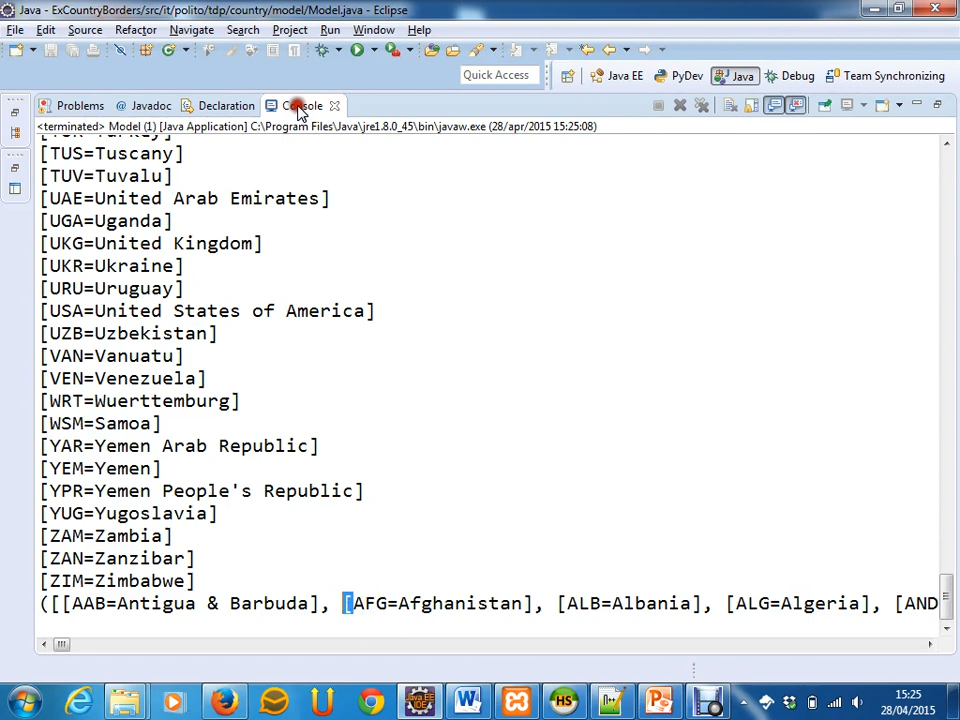 Java - ExCountryBorders/src/it/polito/tdp/country/model/Model.java - Eclipse
File Edit Source Refactor Navigate Search Project Run Window Help
Quick Access Java EE PyDev Java Debug Team Synchronizing
Problems @ Javadoc Declaration Console
<terminated> Model (1) [Java Application] C:\Program Files\Java\jre1.8.0_45\bin\javaw.exe (28/apr/2015 15:25:08)
[TUS=Tuscany]
[TUV=Tuvalu]
[UAE=United Arab Emirates]
[UGA=Uganda]
[UKG=United Kingdom]
[UKR=Ukraine]
[URU=Uruguay]
[USA=United States of America]
[UZB=Uzbekistan]
[VAN=Vanuatu]
[VEN=Venezuela]
[WRT=Wuerttemburg]
[WSM=Samoa]
[YAR=Yemen Arab Republic]
[YEM=Yemen]
[YPR=Yemen People's Republic]
[YUG=Yugoslavia]
[ZAM=Zambia]
[ZAN=Zanzibar]
[ZIM=Zimbabwe]
([[AAB=Antigua & Barbuda], [AFG=Afghanistan], [ALB=Albania], [ALG=Algeria], [AND
15:25
28/04/2015